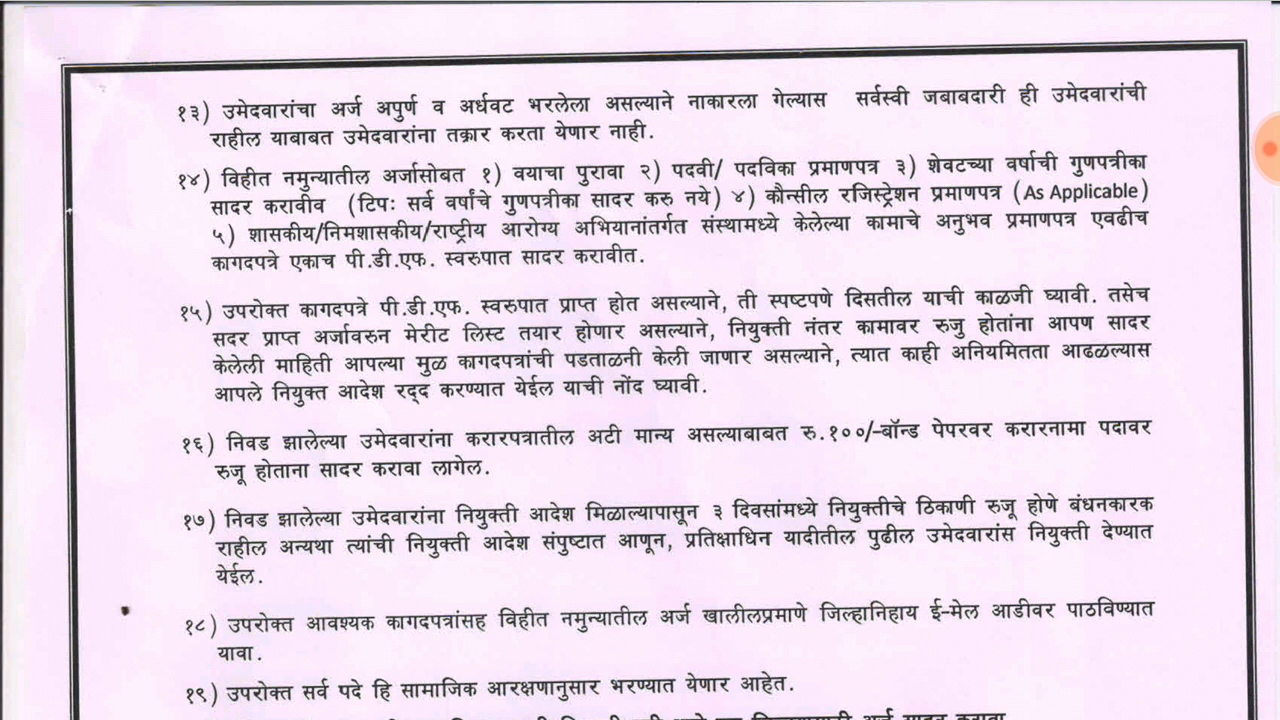 १३) उमेदवारांचा अर्ज अपुर्ण व अर्धवट भरलेला असल्याने नाकारला गेल्यास सर्वस्वी जबाबदारी ही उमेदवारांची
राहील याबाबत उमेदवारांना तक्रार करता येणार नाही.
१४) विहीत नमुन्यातील अर्जासोबत १) वयाचा पुरावा २) पदवी/ पदविका प्रमाणपत्र ३) शेवटच्या वर्षाची गुणपत्रीका
सादर करावीव (टिपः सर्व वर्षांचे गुणपत्रीका सादर करु नये) ४) कौन्सील रजिस्ट्रेशन प्रमाणपत्र (As Applicable)
५) शासकीय/निमशासकीय/राष्ट्रीय आरोग्य अभियानांतर्गत संस्थामध्ये केलेल्या कामाचे अनुभव प्रमाणपत्र एवढीच
कागदपत्रे एकाच पी.डी.एफ. स्वरुपात सादर करावीत.
१५) उपरोक्त कागदपत्रे पी.डी.एफ. स्वरुपात प्राप्त होत असल्याने, ती स्पष्टपणे दिसतील याची काळजी घ्यावी. तसेच
सदर प्राप्त अर्जावरुन मेरीट लिस्ट तयार होणार असल्याने, नियुक्ती नंतर कामावर रुजु होतांना आपण सादर
केलेली माहिती आपल्या मुळ कागदपत्रांची पडताळनी केली जाणार असल्याने, त्यात काही अनियमितता आढळल्यास
आपले नियुक्त आदेश रद्द करण्यात येईल याची नोंद घ्यावी.
१६) निवड झालेल्या उमेदवारांना करारपत्रातील अटी मान्य असल्याबाबत रु.१००/-बॉन्ड पेपरवर करारनामा पदावर
रुजू होताना सादर करावा लागेल.
१७) निवड झालेल्या उमेदवारांना नियुक्ती आदेश मिळाल्यापासून ३ दिवसांमध्ये नियुक्तीचे ठिकाणी रुजू होणे बंधनकारक
राहील अन्यथा त्यांची नियुक्ती आदेश संपुष्टात आणून, प्रतिक्षाधिन यादीतील पुढील उमेदवारांस नियुक्ती देण्यात
येईल.
१८) उपरोक्त आवश्यक कागदपत्रांसह विहीत नमुन्यातील अर्ज खालीलप्रमाणे जिल्हानिहाय ई-मेल आडीवर पाठविण्यात
यावा.
१९) उपरोक्त सर्व पदे हि सामाजिक आरक्षणानुसार भरण्यात येणार आहेत.